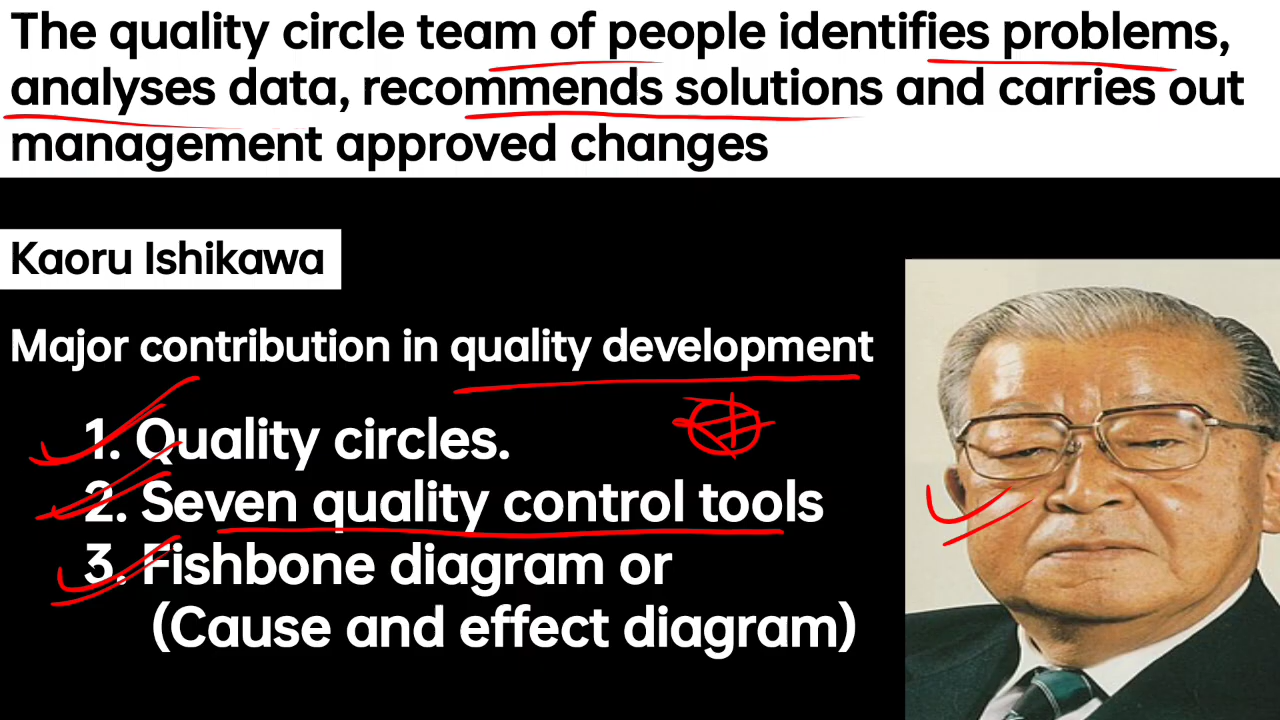 The quality circle team of people identifies problems,
analyses data, recommends solutions and carries out
management approved changes
Kaoru Ishikawa
Major contribution in quality development
1. Quality circles.
2. Seven quality control tools
3. Fishbone diagram or
(Cause and effect diagram)